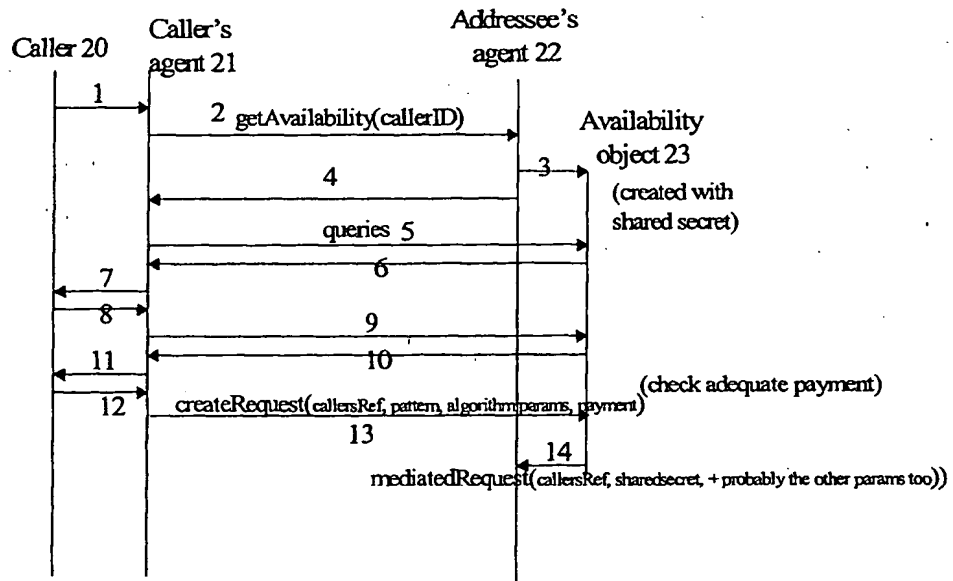 Caller 20
Caller's
agent 21
Addressee's
agent 22
1
2 getAvailability(callerID)
Availability
object 23
3
(created with
shared secret)
4
queries 5
6
7
8
9
10
11
(check adequate payment)
12
createRequest(callersRef, pattern, algorithm params, payment)
13
14
mediatedRequest(callersRef, sharedsecret, + probably the other params too))